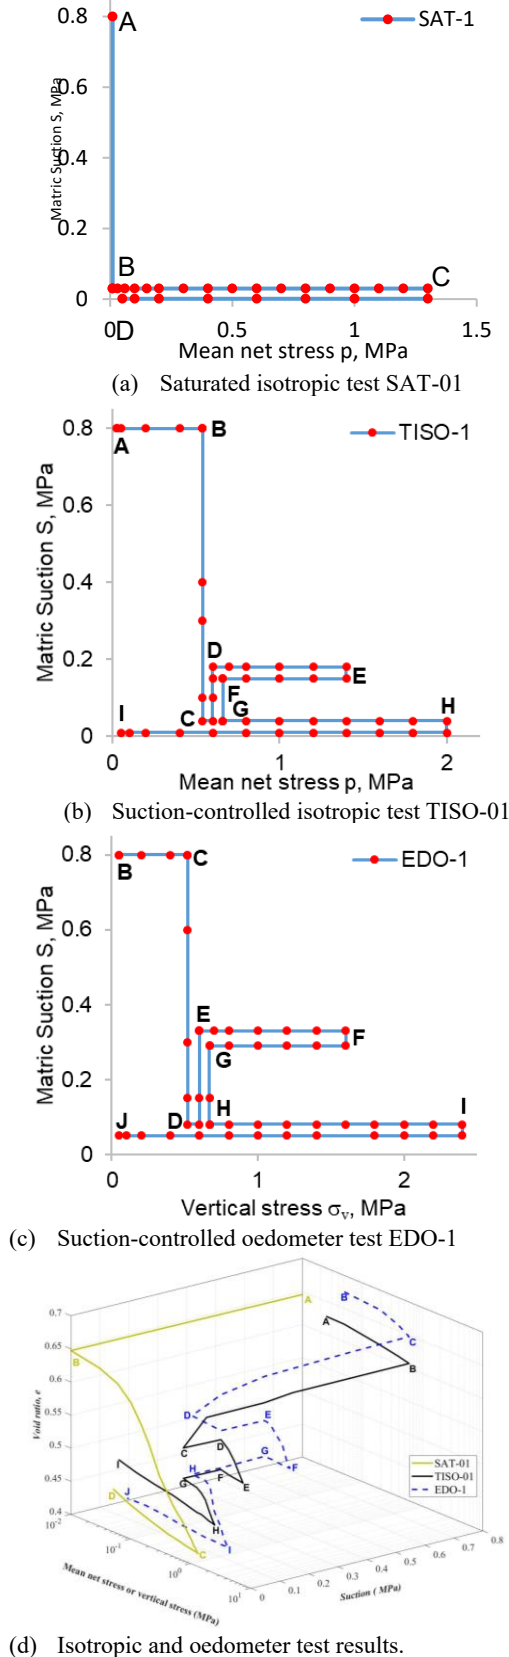 0.8
A
SAT-1
0.6
0.4
0.2
B
C
0
D
0
0.5
1
1.5
Matric Suction S, MPa
Mean net stress p, MPa
(a) Saturated isotropic test SAT-01
0.8
A
B
TISO-1
0.6
0.4
0.2
D
E
F
G
H
I
C
0
0
1
2
Matric Suction S, MPa
Mean net stress p, MPa
(b) Suction-controlled isotropic test TISO-01
0.8
B
C
EDO-1
0.6
0.4
E
F
G
0.2
J
D
H
I
0
0
1
2
Matric Suction S, MPa
Vertical stress σv, MPa
(c) Suction-controlled oedometer test EDO-1
0.7
0.65
0.6
0.55
0.5
0.45
0.4
Void ratio, e
A
B
B
A
C
B
D
E
C
D
H
G
G
F
F
E
I
D
J
H
I
C
SAT-01
TISO-01
EDO-1
10-2
10-1
100
101
Mean net stress or vertical stress (MPa)
0
0.1
0.2
0.3
0.4
0.5
0.6
0.7
0.8
Suction ( MPa)
(d) Isotropic and oedometer test results.